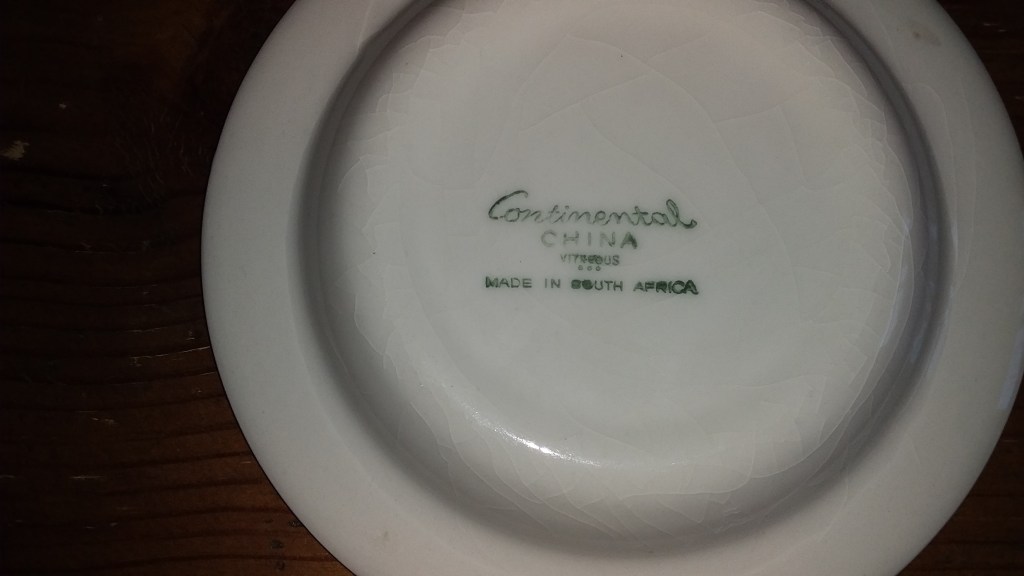 Continental
CHINA
VITREOUS
MADE IN SOUTH AFRICA